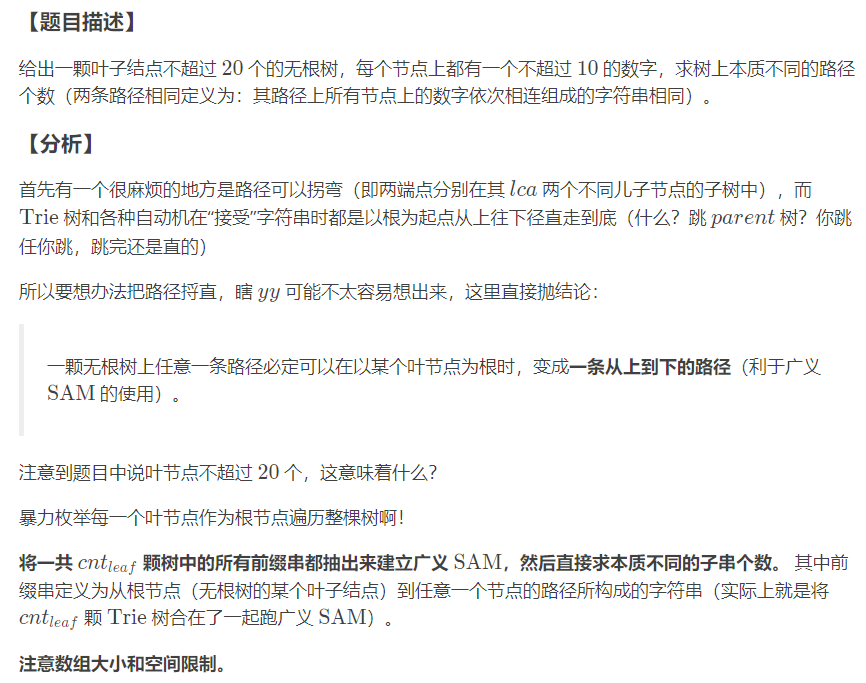 【题目描述】
给出一颗叶子结点不超过 20 个的无根树，每个节点上都有一个不超过 10 的数字，求树上本质不同的路径
个数（两条路径相同定义为：其路径上所有节点上的数字依次相连组成的字符串相同）。
【分析】
首先有一个很麻烦的地方是路径可以拐弯（即两端点分别在其 lca 两个不同儿子节点的子树中），而
Trie 树和各种自动机在“接受”字符串时都是以根为起点从上往下径直走到底（什么？跳 parent 树？你跳
任你跳，跳完还是直的）
所以要想办法把路径捋直，瞎 yy 可能不太容易想出来，这里直接抛结论：
一颗无根树上任意一条路径必定可以在以某个叶节点为根时，变成一条从上到下的路径（利于广义
SAM 的使用）。
注意到题目中说叶节点不超过 20 个，这意味着什么？
暴力枚举每一个叶节点作为根节点遍历整棵树啊！
将一共 cnt_{leaf} 颗树中的所有前缀串都抽出来建立广义 SAM，然后直接求本质不同的子串个数。 其中前
缀串定义为从根节点（无根树的某个叶子结点）到任意一个节点的路径所构成的字符串（实际上就是将
cnt_{leaf} 颗 Trie 树合在了一起跑广义 SAM）。
注意数组大小和空间限制。